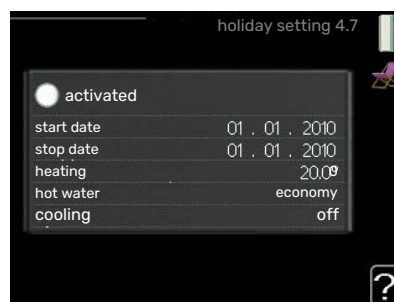 holiday setting 4.7
activated
start date 01 . 01 . 2010
stop date 01 . 01 . 2010
heating 20.0°
hot water economy
cooling off
?